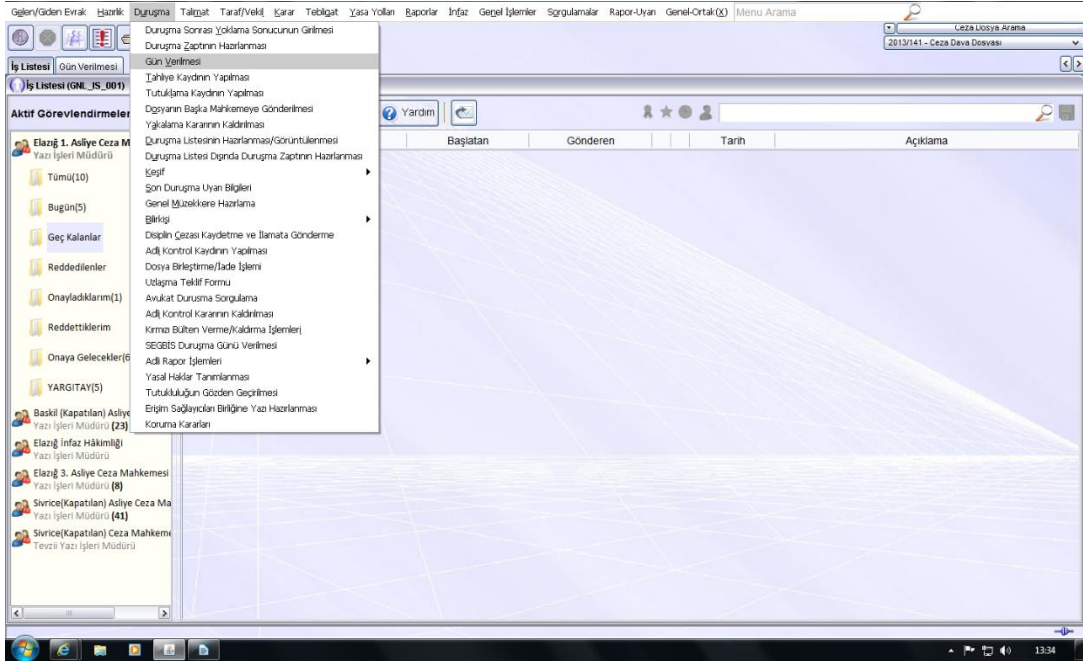 Gelen/Giden Evrak Hazırlık Duruşma Talimat Taraf/Vekil Karar Tebligat Yasa Yolları Raporlar İnfaz Genel İşlemler Sorgulamalar Rapor-Uyarı Genel-Ortak(X) Menu Arama
Ceza Dosya Arama
2013/141 - Ceza Dava Dosyası
İş Listesi Gün Verilmesi
İş Listesi (GNL_IS_001)
Aktif Görevlendirmeler
Yardım
Başlatan Gönderen Tarih Açıklama
Duruşma Sonrası Yoklama Sonucunun Girilmesi
Duruşma Zaptının Hazırlanması
Gün Verilmesi
Tahliye Kaydının Yapılması
Tutuklama Kaydının Yapılması
Dosyanın Başka Mahkemeye Gönderilmesi
Yakalama Kararının Kaldırılması
Duruşma Listesinin Hazırlanması/Görüntülenmesi
Duruşma Listesi Dışında Duruşma Zaptının Hazırlanması
Keşif
Son Duruşma Uyarı Bilgileri
Genel Müzekkere Hazırlama
Bilirkişi
Disiplin Cezası Kaydetme ve İlamata Gönderme
Adli Kontrol Kaydının Yapılması
Dosya Birleştirme/İade İşlemi
Uzlaşma Teklif Formu
Avukat Durusma Sorgulama
Adli Kontrol Kararının Kaldırılması
Kırmızı Bülten Verme/Kaldırma İşlemleri
SEGBİS Duruşma Günü Verilmesi
Adli Rapor İşlemleri
Yasal Haklar Tanımlanması
Tutukluluğun Gözden Geçirilmesi
Erişim Sağlayıcıları Birliğine Yazı Hazırlanması
Koruma Kararları
Elazığ 1. Asliye Ceza M
Yazı İşleri Müdürü
Tümü(10)
Bugün(5)
Geç Kalanlar
Reddedilenler
Onayladıklarım(1)
Reddettiklerim
Onaya Gelecekler(6
YARGITAY(5)
Baskil (Kapatılan) Asliye
Yazı İşleri Müdürü (23)
Elazığ İnfaz Hâkimliği
Yazı İşleri Müdürü
Elazığ 3. Asliye Ceza Mahkemesi
Yazı İşleri Müdürü (8)
Sivrice(Kapatılan) Asliye Ceza Ma
Yazı İşleri Müdürü (41)
Sivrice(Kapatılan) Ceza Mahkeme
Tevzii Yazı İşleri Müdürü
13:34